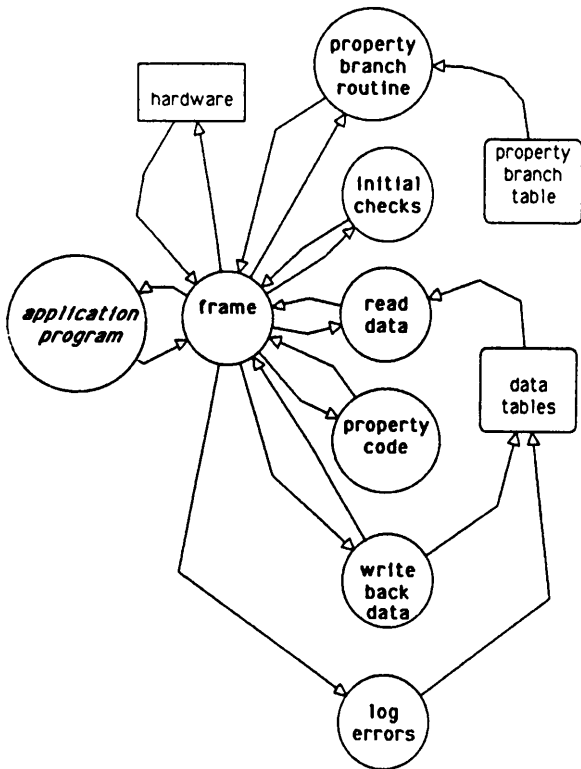 property
branch
routine
hardware
property
branch
table
initial
checks
application
program
frame
read
data
data
tables
property
code
write
back
data
log
errors